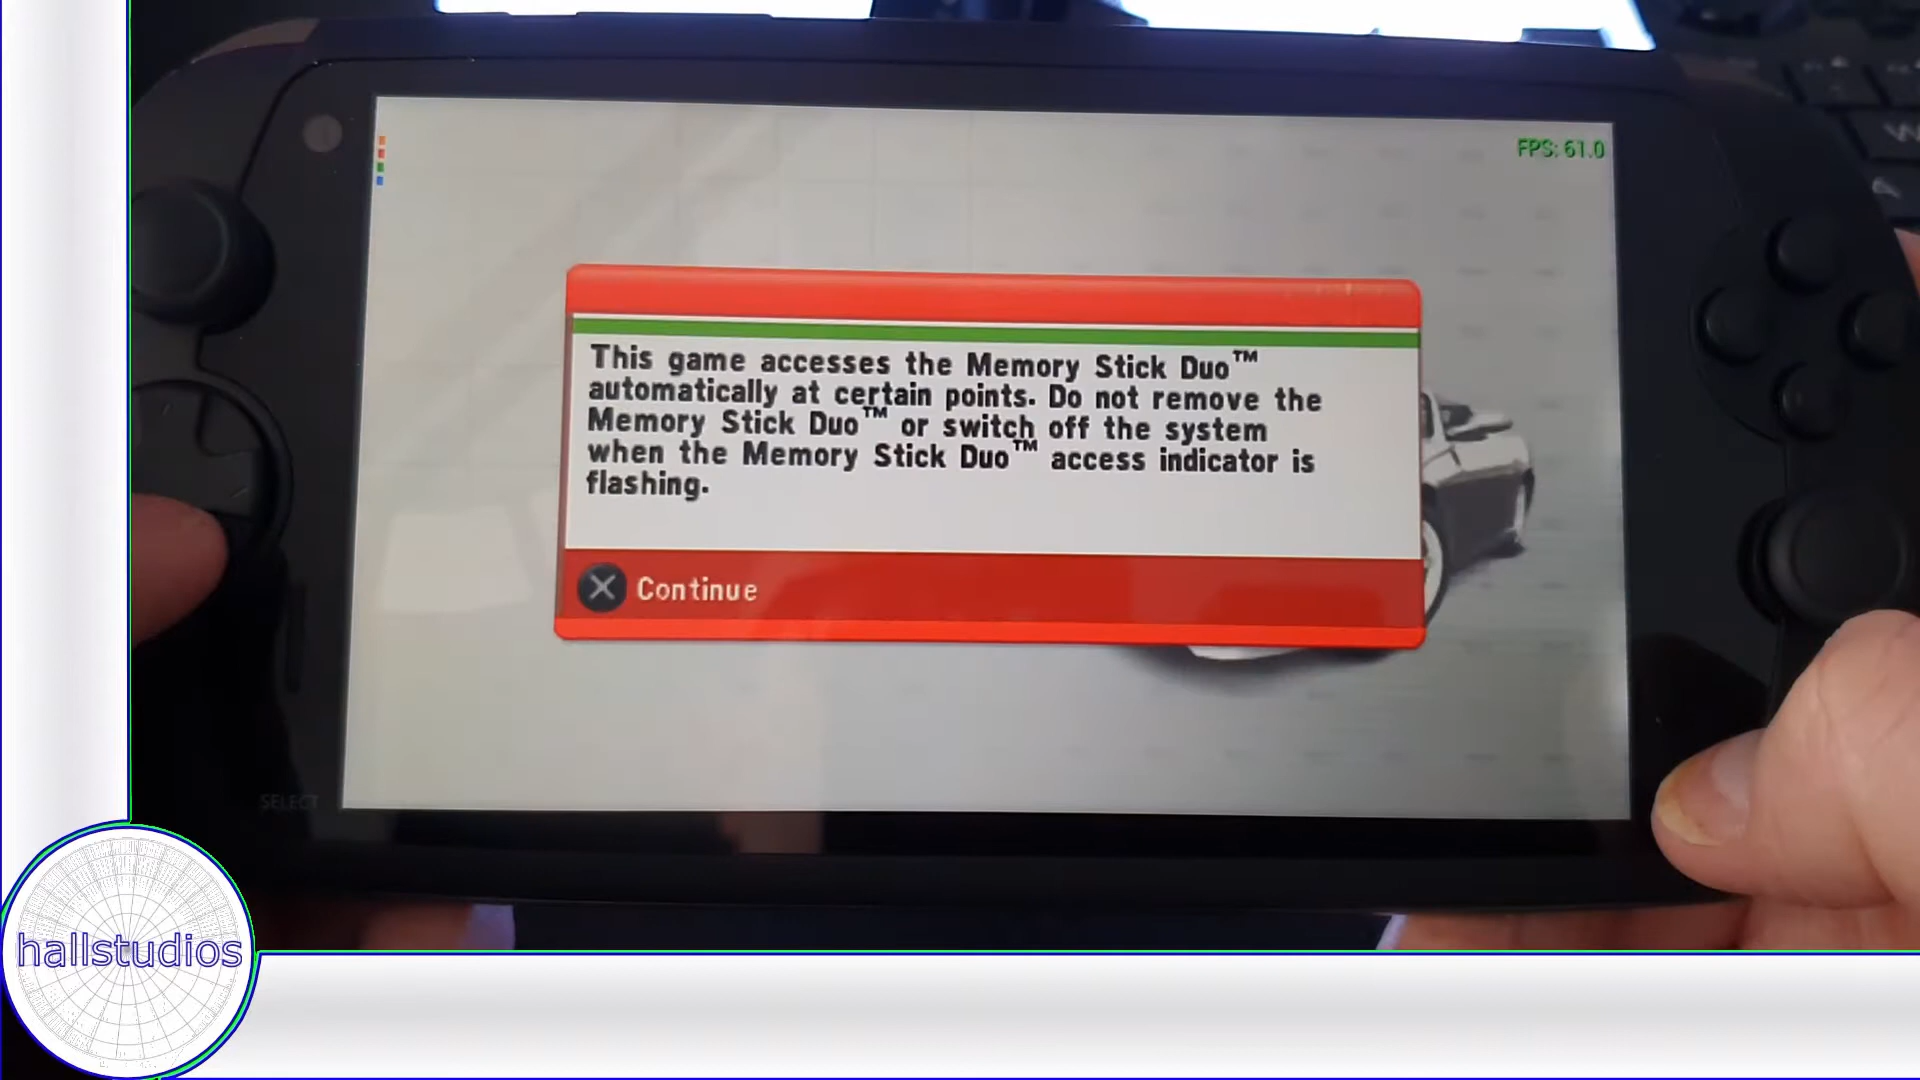 FPS: 61.0
This game accesses the Memory Stick Duo™
automatically at certain points. Do not remove the
Memory Stick Duo™ or switch off the system
when the Memory Stick Duo™ access indicator is
flashing.
Continue
SELECT
W
A
hallstudios